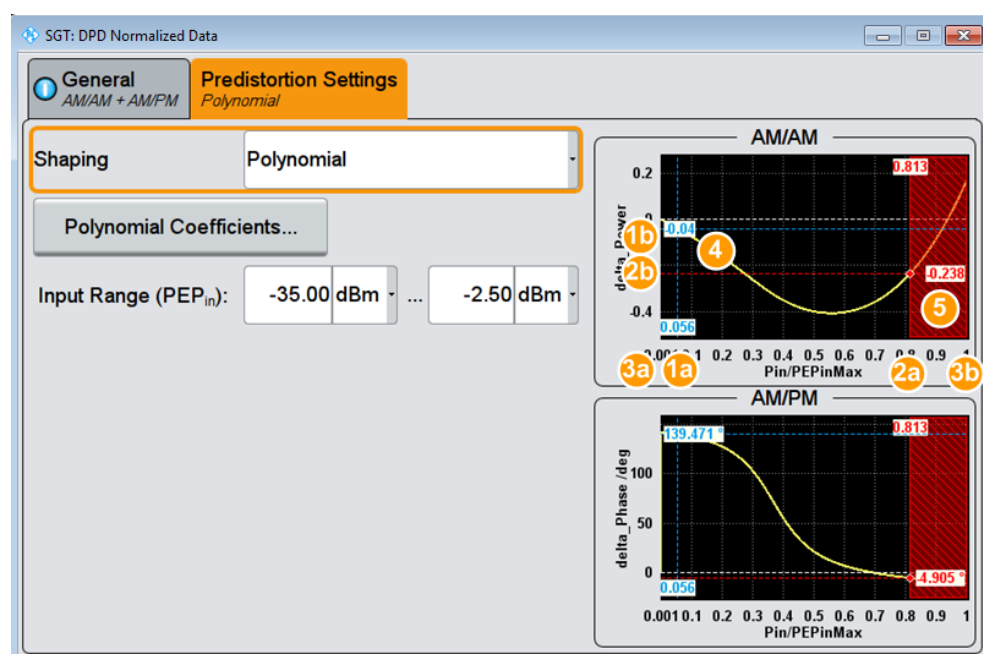 SGT: DPD Normalized Data
General
AM/AM + AM/PM
Predistortion Settings
Polynomial
Shaping
Polynomial
Polynomial Coefficients...
Input Range (PEPin):
-35.00 dBm
...
-2.50 dBm
AM/AM
0.813
0.2
-0.04
1b
4
2b
-0.238
5
-0.4
0.056
0.1 0.2 0.3 0.4 0.5 0.6 0.7 0.8 0.9 1
3a
1a
Pin/PEPinMax
2a
3b
AM/PM
0.813
139.471 °
delta_Phase /deg
100
50
0
-4.905 °
0.056
0.001 0.1 0.2 0.3 0.4 0.5 0.6 0.7 0.8 0.9 1
Pin/PEPinMax